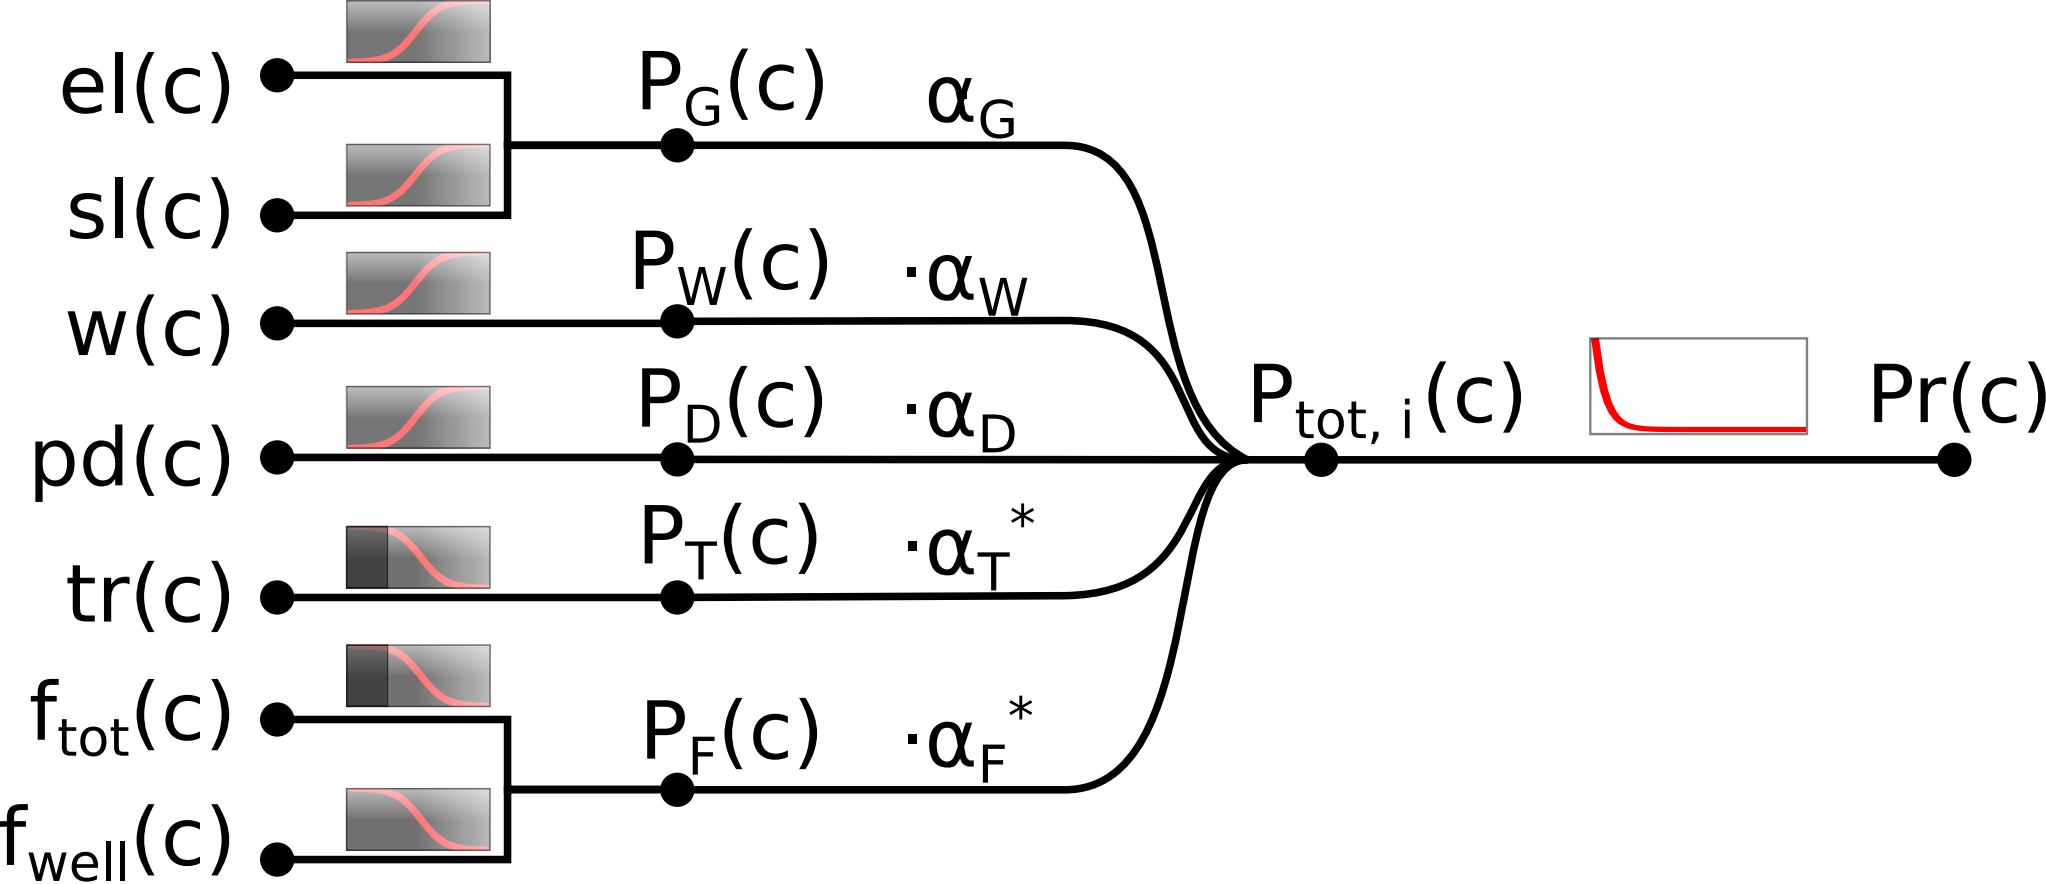 el(c)
P_G(c)
α_G
sl(c)
P_W(c)
·α_W
w(c)
P_D(c)
·α_D
P_tot, i(c)
Pr(c)
pd(c)
P_T(c)
·α_T*
tr(c)
f_tot(c)
P_F(c)
·α_F*
f_well(c)